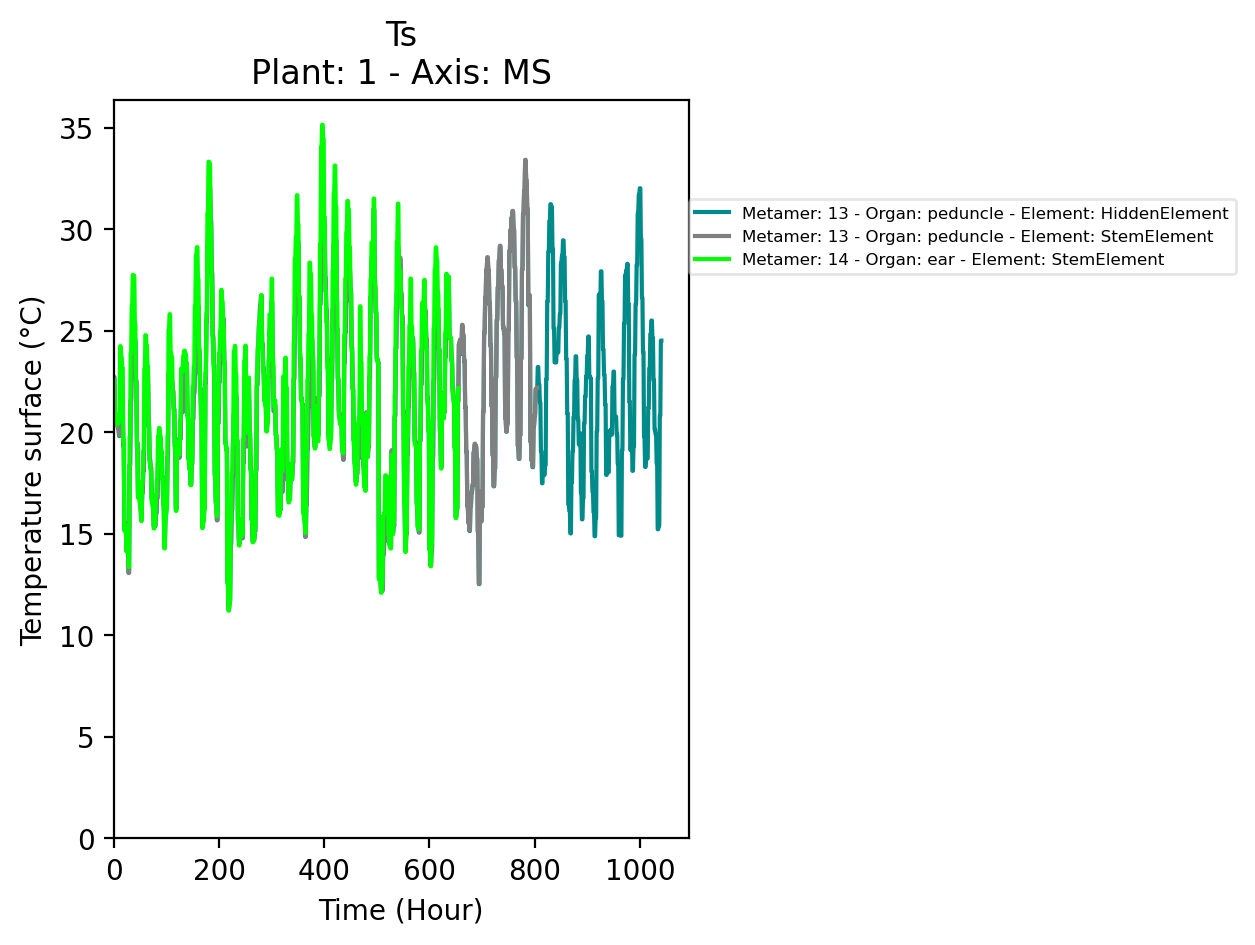 Ts
Plant: 1 - Axis: MS
35
30
25
20
15
10
5
0
Temperature surface (°C)
0 200 400 600 800 1000
Time (Hour)
Metamer: 13 - Organ: peduncle - Element: HiddenElement
Metamer: 13 - Organ: peduncle - Element: StemElement
Metamer: 14 - Organ: ear - Element: StemElement